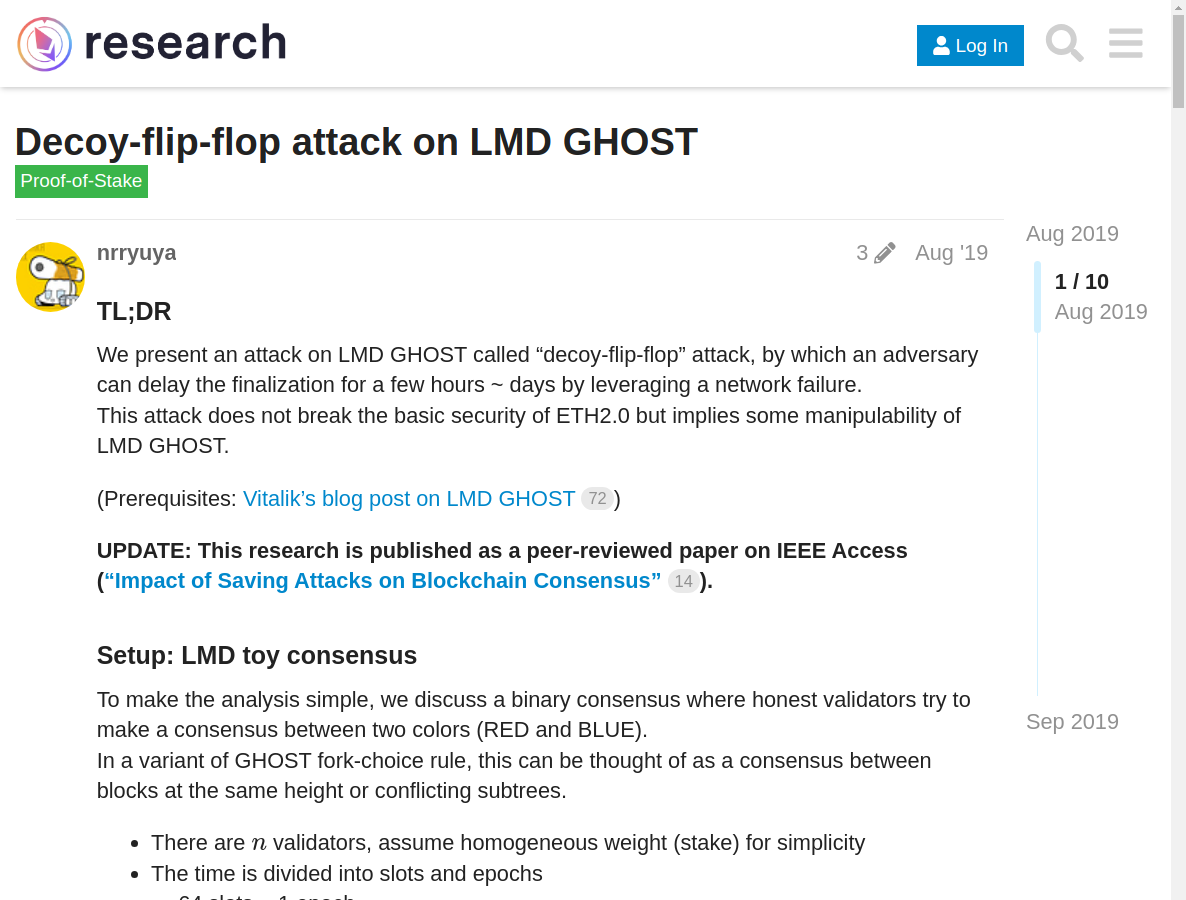 research
Log In
Decoy-flip-flop attack on LMD GHOST
Proof-of-Stake
nrryuya
3
Aug '19
Aug 2019
1 / 10
Aug 2019
Sep 2019
TL;DR
We present an attack on LMD GHOST called “decoy-flip-flop” attack, by which an adversary
can delay the finalization for a few hours ~ days by leveraging a network failure.
This attack does not break the basic security of ETH2.0 but implies some manipulability of
LMD GHOST.
(Prerequisites: Vitalik’s blog post on LMD GHOST 72)
UPDATE: This research is published as a peer-reviewed paper on IEEE Access
(“Impact of Saving Attacks on Blockchain Consensus” 14).
Setup: LMD toy consensus
To make the analysis simple, we discuss a binary consensus where honest validators try to
make a consensus between two colors (RED and BLUE).
In a variant of GHOST fork-choice rule, this can be thought of as a consensus between
blocks at the same height or conflicting subtrees.
• There are n validators, assume homogeneous weight (stake) for simplicity
• The time is divided into slots and epochs